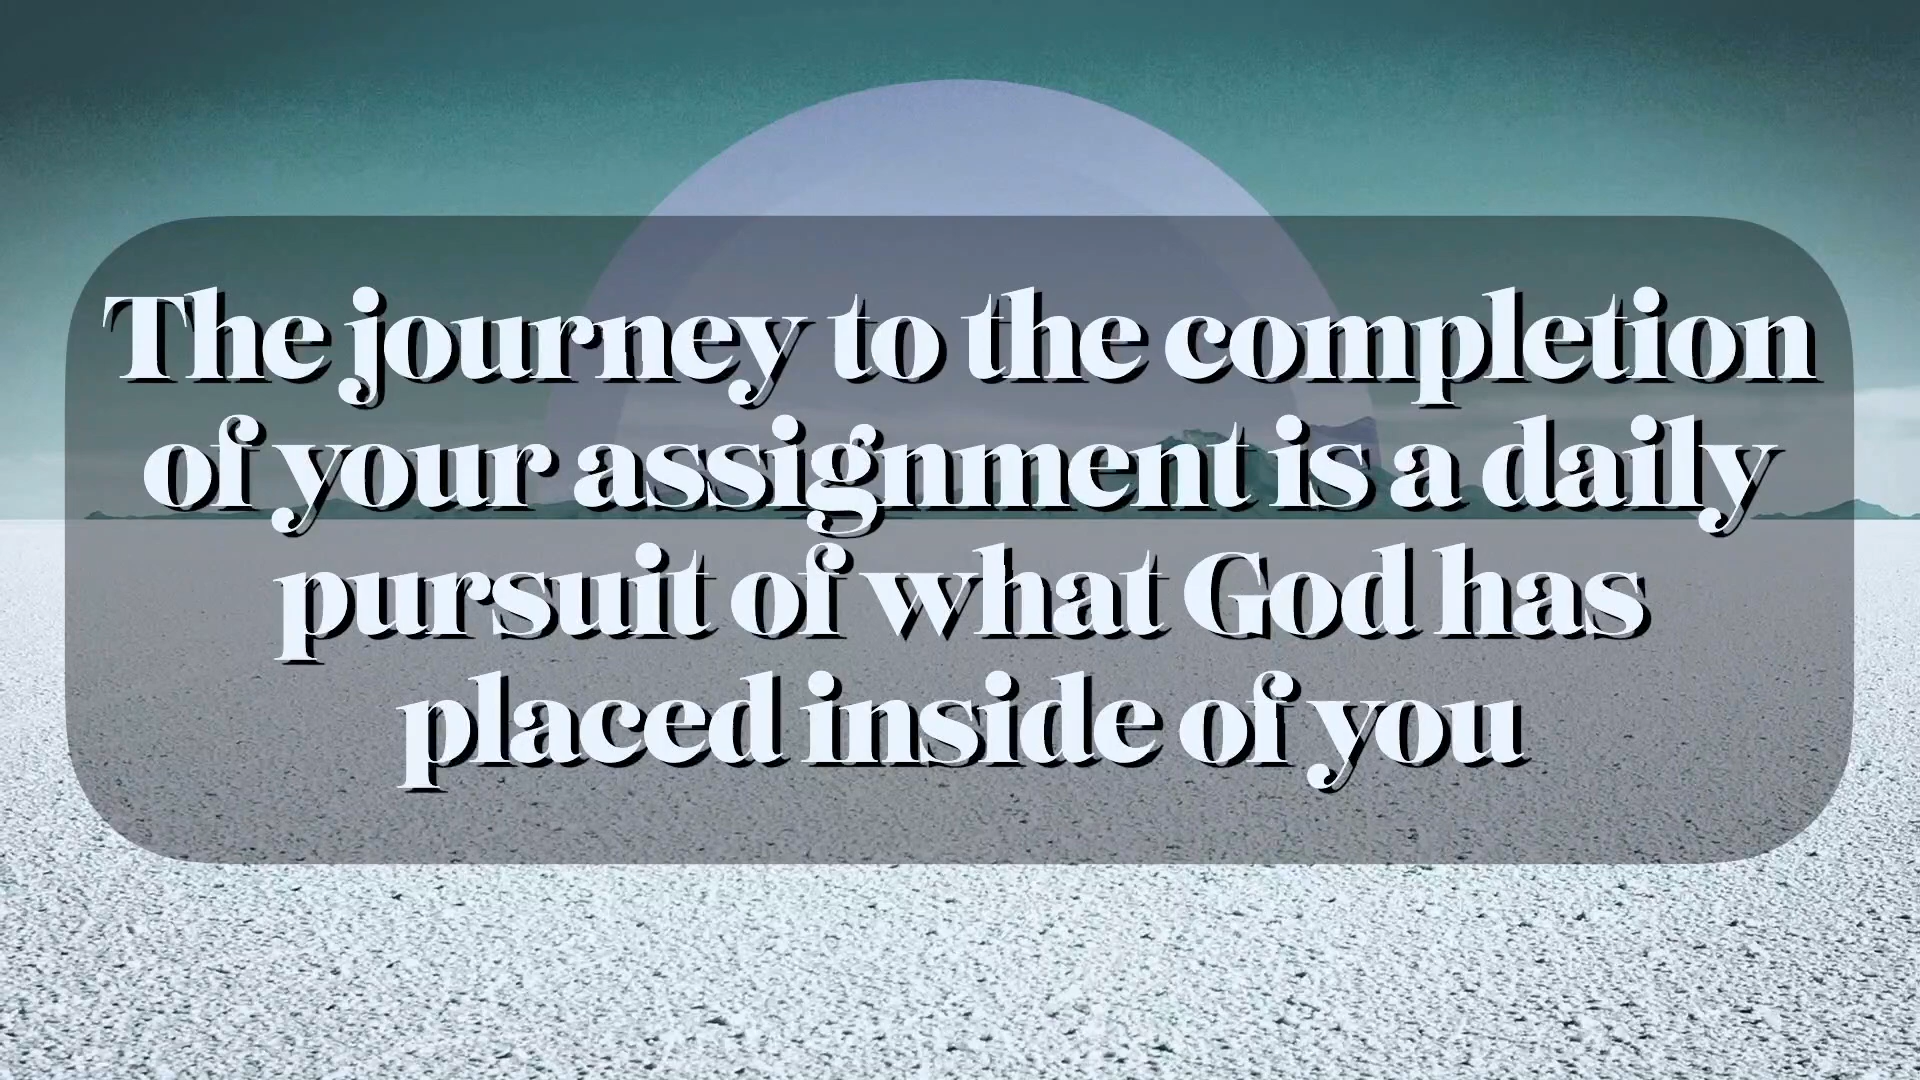 The journey to the completion
of your assignment is a daily
pursuit of what God has
placed inside of you